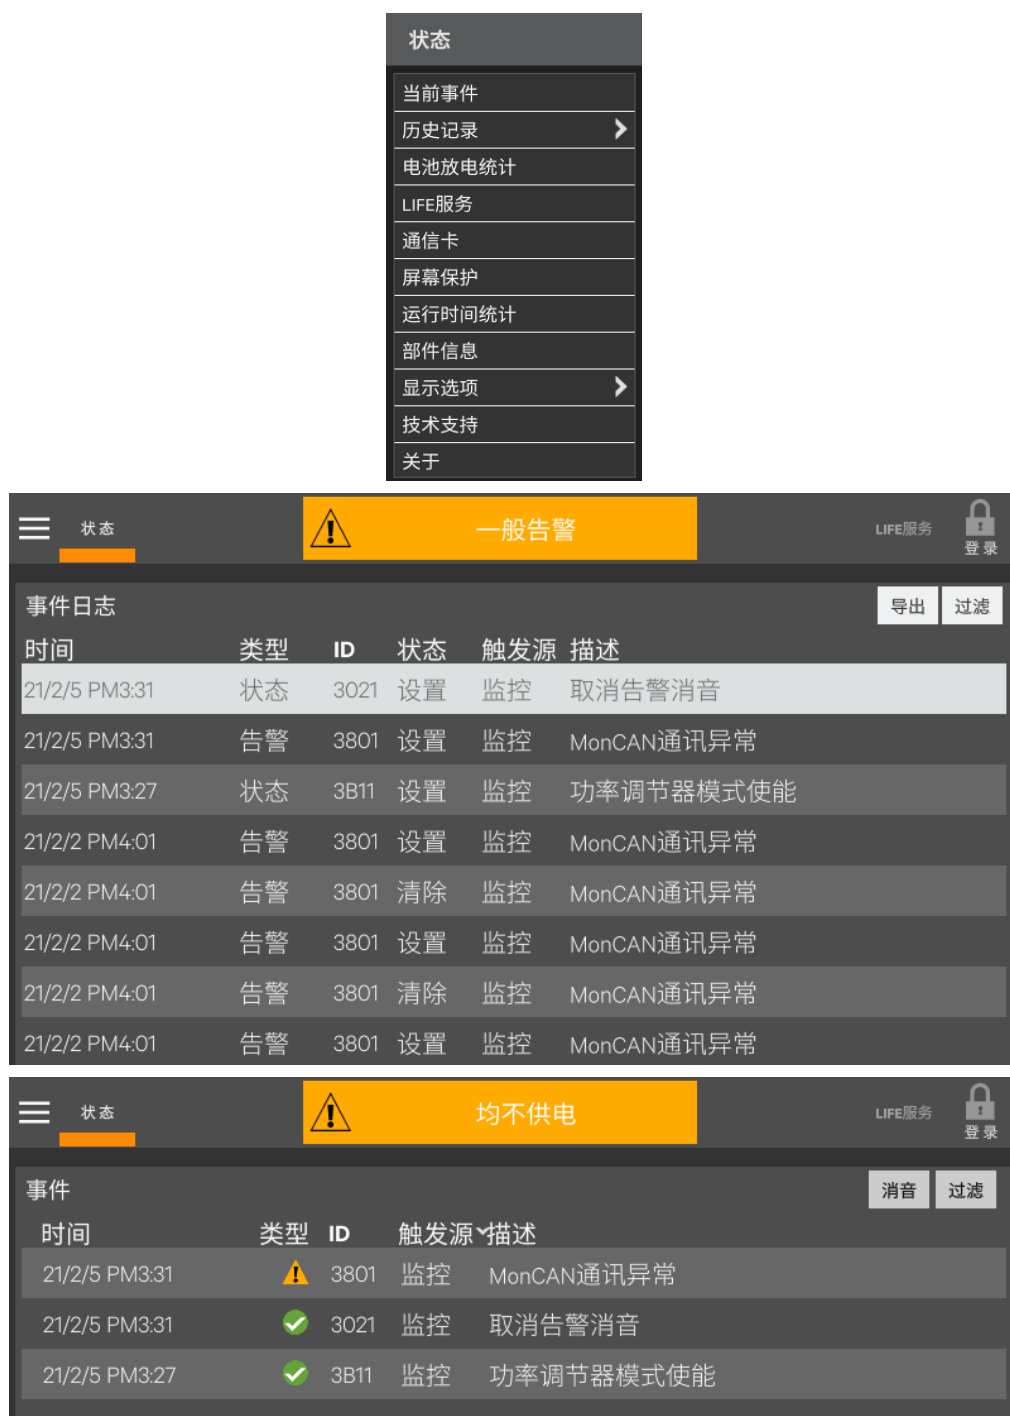 状态
当前事件
历史记录
电池放电统计
LIFE服务
通信卡
屏幕保护
运行时间统计
部件信息
显示选项
技术支持
关于
状态 一般告警 LIFE服务 登录
事件日志 导出 过滤
时间 类型 ID 状态 触发源 描述
21/2/5 PM3:31 状态 3021 设置 监控 取消告警消音
21/2/5 PM3:31 告警 3801 设置 监控 MonCAN通讯异常
21/2/5 PM3:27 状态 3B11 设置 监控 功率调节器模式使能
21/2/2 PM4:01 告警 3801 设置 监控 MonCAN通讯异常
21/2/2 PM4:01 告警 3801 清除 监控 MonCAN通讯异常
21/2/2 PM4:01 告警 3801 设置 监控 MonCAN通讯异常
21/2/2 PM4:01 告警 3801 清除 监控 MonCAN通讯异常
21/2/2 PM4:01 告警 3801 设置 监控 MonCAN通讯异常
状态 均不供电 LIFE服务 登录
事件 消音 过滤
时间 类型 ID 触发源 描述
21/2/5 PM3:31 3801 监控 MonCAN通讯异常
21/2/5 PM3:31 3021 监控 取消告警消音
21/2/5 PM3:27 3B11 监控 功率调节器模式使能